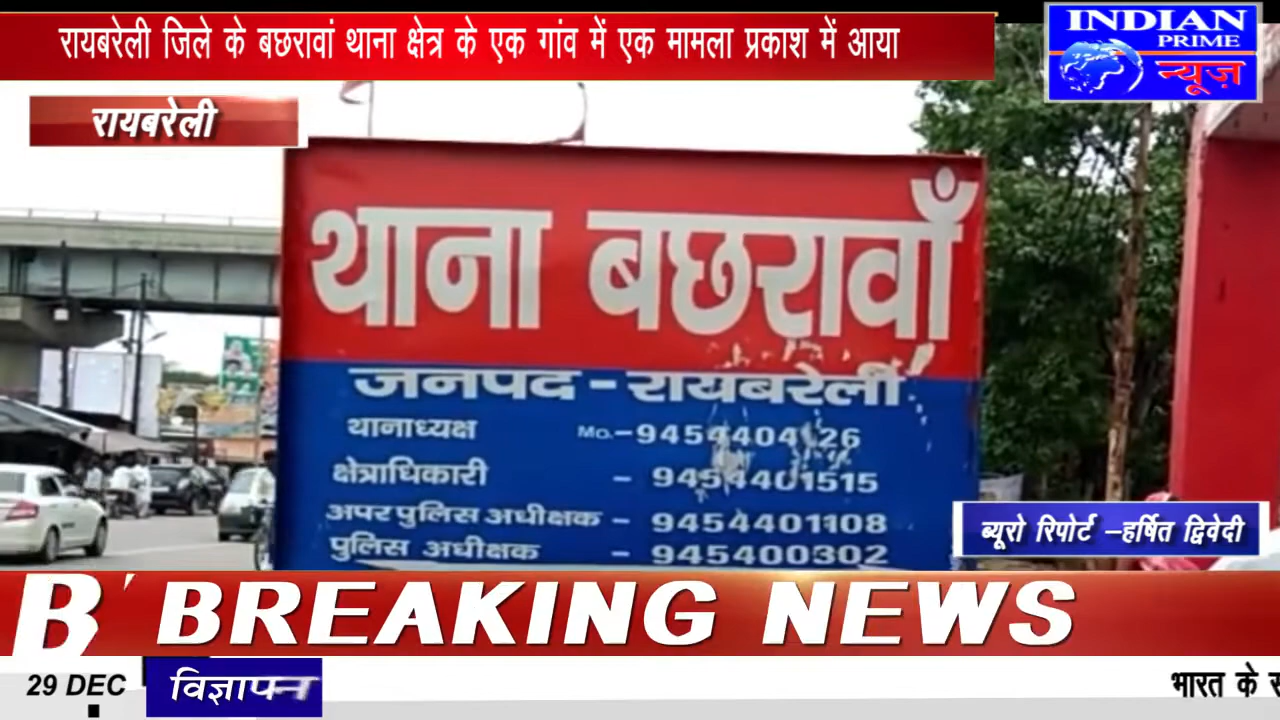 रायबरेली जिले के बछरावां थाना क्षेत्र के एक गांव में एक मामला प्रकाश में आया
INDIAN
PRIME
न्यूज़
रायबरेली
थाना बछरावाँ
जनपद - रायबरेली
थानाध्यक्ष Mo.- 9454404126
क्षेत्राधिकारी - 9454401515
अपर पुलिस अधीक्षक - 9454401108
पुलिस अधीक्षक - 945400302
ब्यूरो रिपोर्ट –हर्षित द्विवेदी
B BREAKING NEWS
29 DEC विज्ञापन भारत के